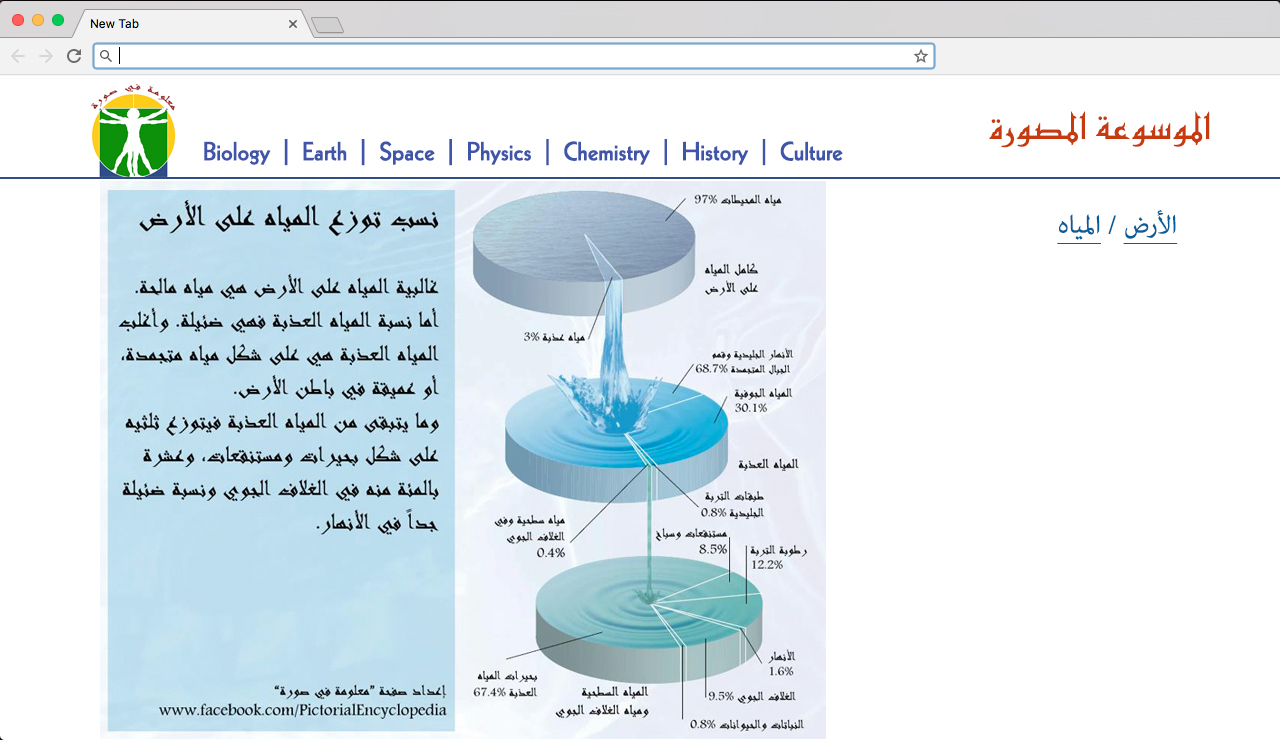 New Tab
معلومة في صورة
Biology | Earth | Space | Physics | Chemistry | History | Culture
الموسوعة المصورة
الأرض / المياه
نسب توزع المياه على الأرض
غالبية المياه على الأرض هي مياه مالحة.
أما نسبة المياه العذبة فهي ضئيلة. وأغلب
المياه العذبة هي على شكل مياه متجمدة،
أو عميقة في باطن الأرض.
وما يتبقى من المياه العذبة فيتوزع ثلثيه
على شكل بحيرات ومستنقعات، وعشرة
بالمئة منه في الغلاف الجوي ونسبة ضئيلة
جداً في الأنهار.
إعداد صفحة "معلومة في صورة"
www.facebook.com/PictorialEncyclopedia
مياه المحيطات 97%
كامل المياه
على الأرض
مياه عذبة 3%
الأنهار الجليدية وقمم
الجبال المتجمدة 68.7%
المياه الجوفية
30.1%
المياه العذبة
طبقات التربة
الجليدية 0.8%
مياه سطحية وفي
الغلاف الجوي
0.4%
مستنقعات وسباخ
8.5%
رطوبة التربة
12.2%
الأنهار
1.6%
الغلاف الجوي 9.5%
النباتات والحيوانات 0.8%
بحيرات المياه
العذبة 67.4%
المياه السطحية
ومياه الغلاف الجوي